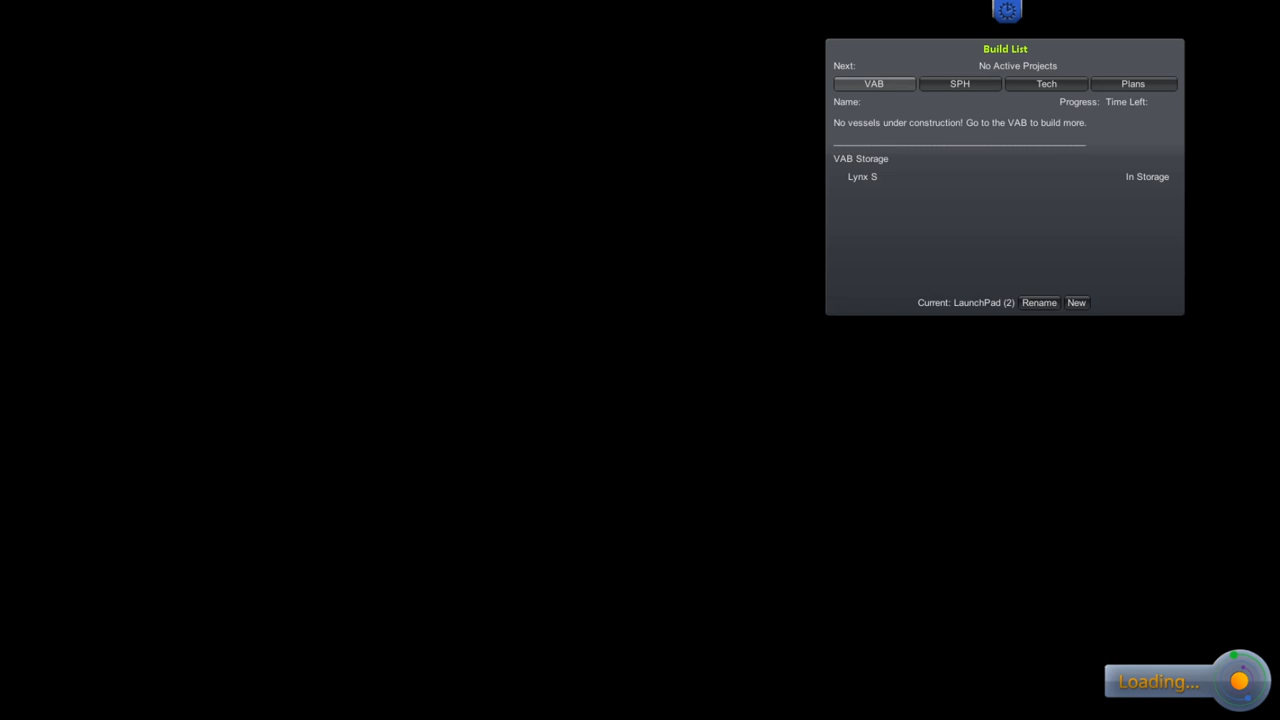 Build List
Next: No Active Projects
VAB SPH Tech Plans
Name: Progress: Time Left:
No vessels under construction! Go to the VAB to build more.
VAB Storage
Lynx S In Storage
Current: LaunchPad (2) Rename New
Loading...